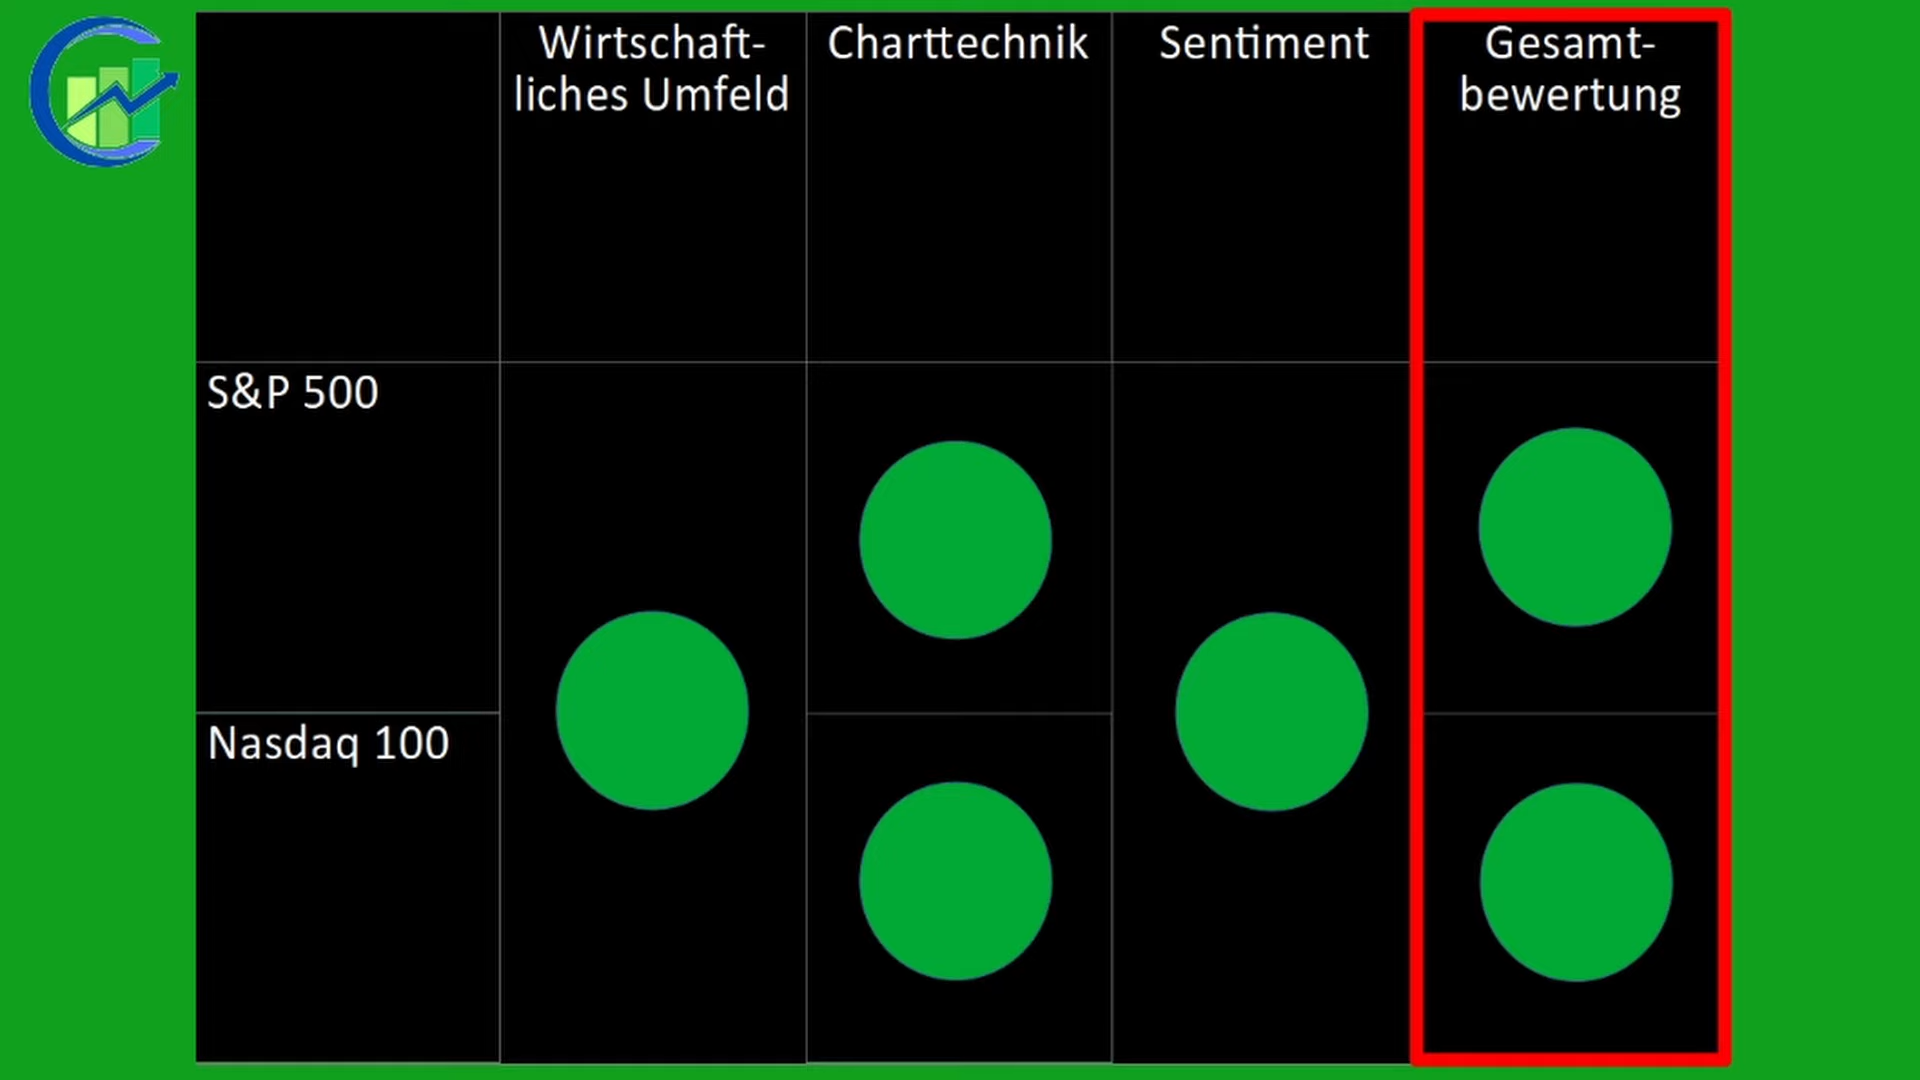 Wirtschaft-
liches Umfeld
Charttechnik
Sentiment
Gesamt-
bewertung
S&P 500
Nasdaq 100